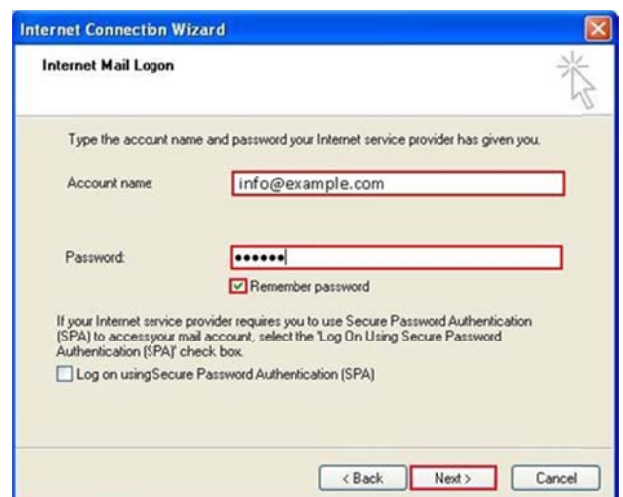 Internet Connection Wizard
Internet Mail Logon
Type the account name and password your Internet service provider has given you.
Account name
info@example.com
Password:
••••••
Remember password
If your Internet service provider requires you to use Secure Password Authentication
(SPA) to accessyour mail account, select the 'Log On Using Secure Password
Authentication (SPA)' check box.
Log on usingSecure Password Authentication (SPA)
< Back Next > Cancel